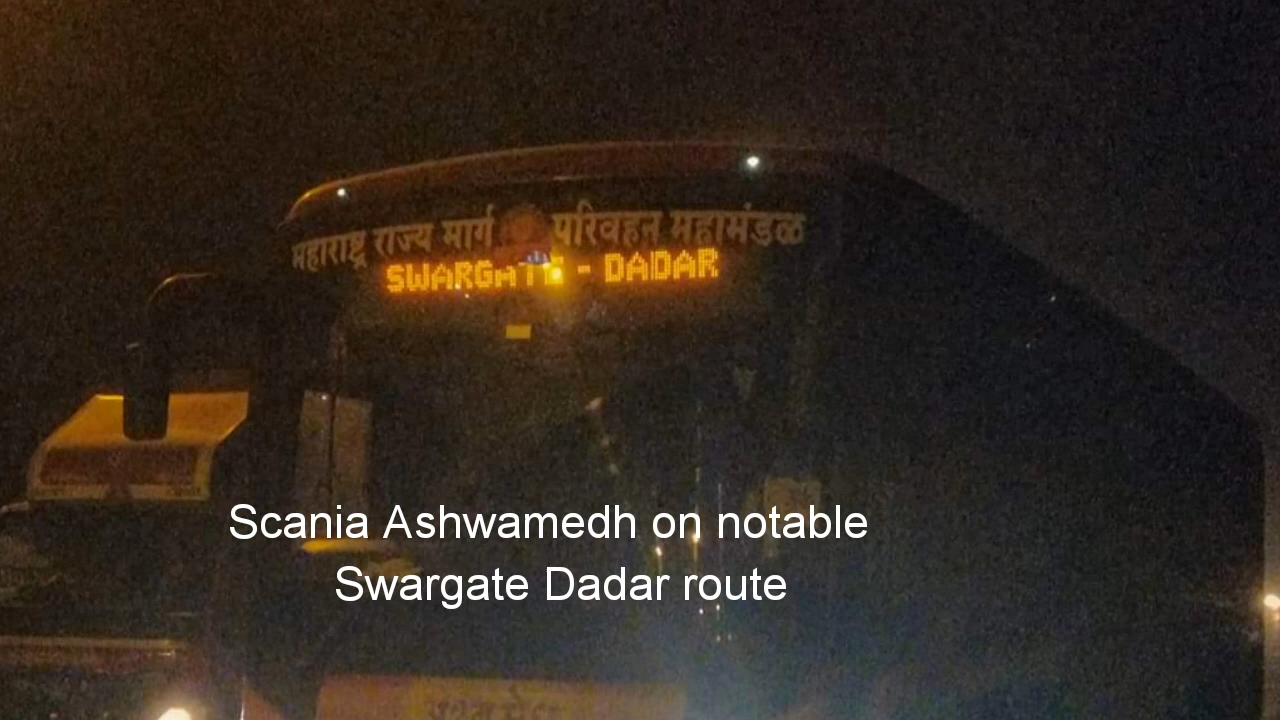 महाराष्ट्र राज्य मार्ग परिवहन महामंडळ
SWARGATE - DADAR
Scania Ashwamedh on notable
Swargate Dadar route